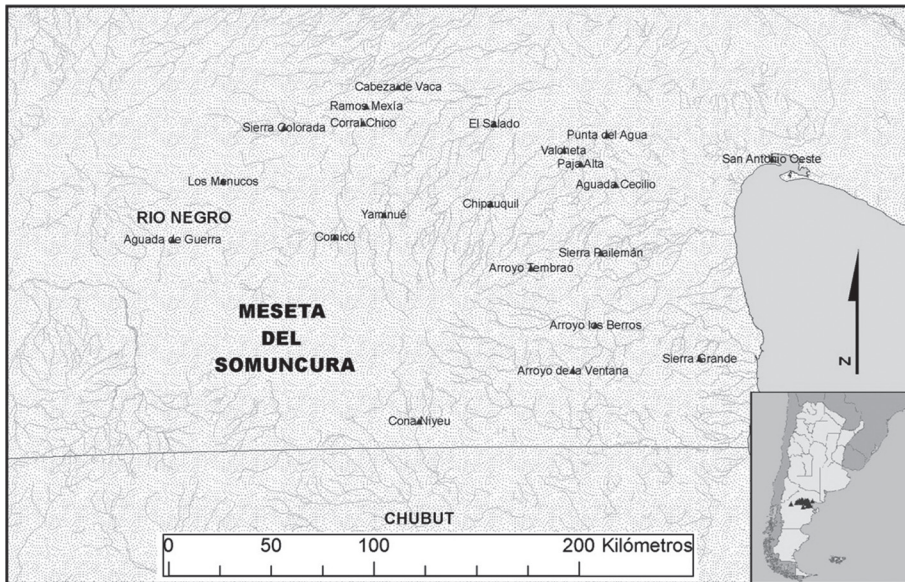 Cabeza de Vaca
Ramos Mexía
Corral Chico
Sierra Colorada
El Salado
Punta del Agua
Valcheta
Paja Alta
San Antonio Oeste
Los Menucos
Aguada Cecilio
Chipauquil
RIO NEGRO
Yaminué
Aguada de Guerra
Comicó
Sierra Pailemán
Arroyo Tembrao
MESETA
DEL
SOMUNCURA
Arroyo los Berros
Sierra Grande
Arroyo de la Ventana
Cona Niyeu
N
CHUBUT
0 50 100 200 Kilómetros